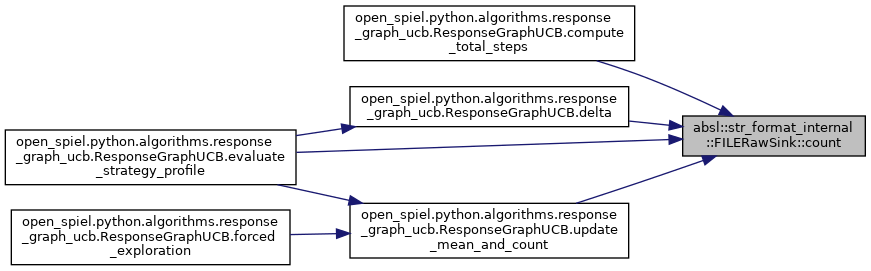 open_spiel.python.algorithms.response
_graph_ucb.ResponseGraphUCB.compute
_total_steps
open_spiel.python.algorithms.response
_graph_ucb.ResponseGraphUCB.delta
absl::str_format_internal
::FILERawSink::count
open_spiel.python.algorithms.response
_graph_ucb.ResponseGraphUCB.evaluate
_strategy_profile
open_spiel.python.algorithms.response
_graph_ucb.ResponseGraphUCB.update
_mean_and_count
open_spiel.python.algorithms.response
_graph_ucb.ResponseGraphUCB.forced
_exploration